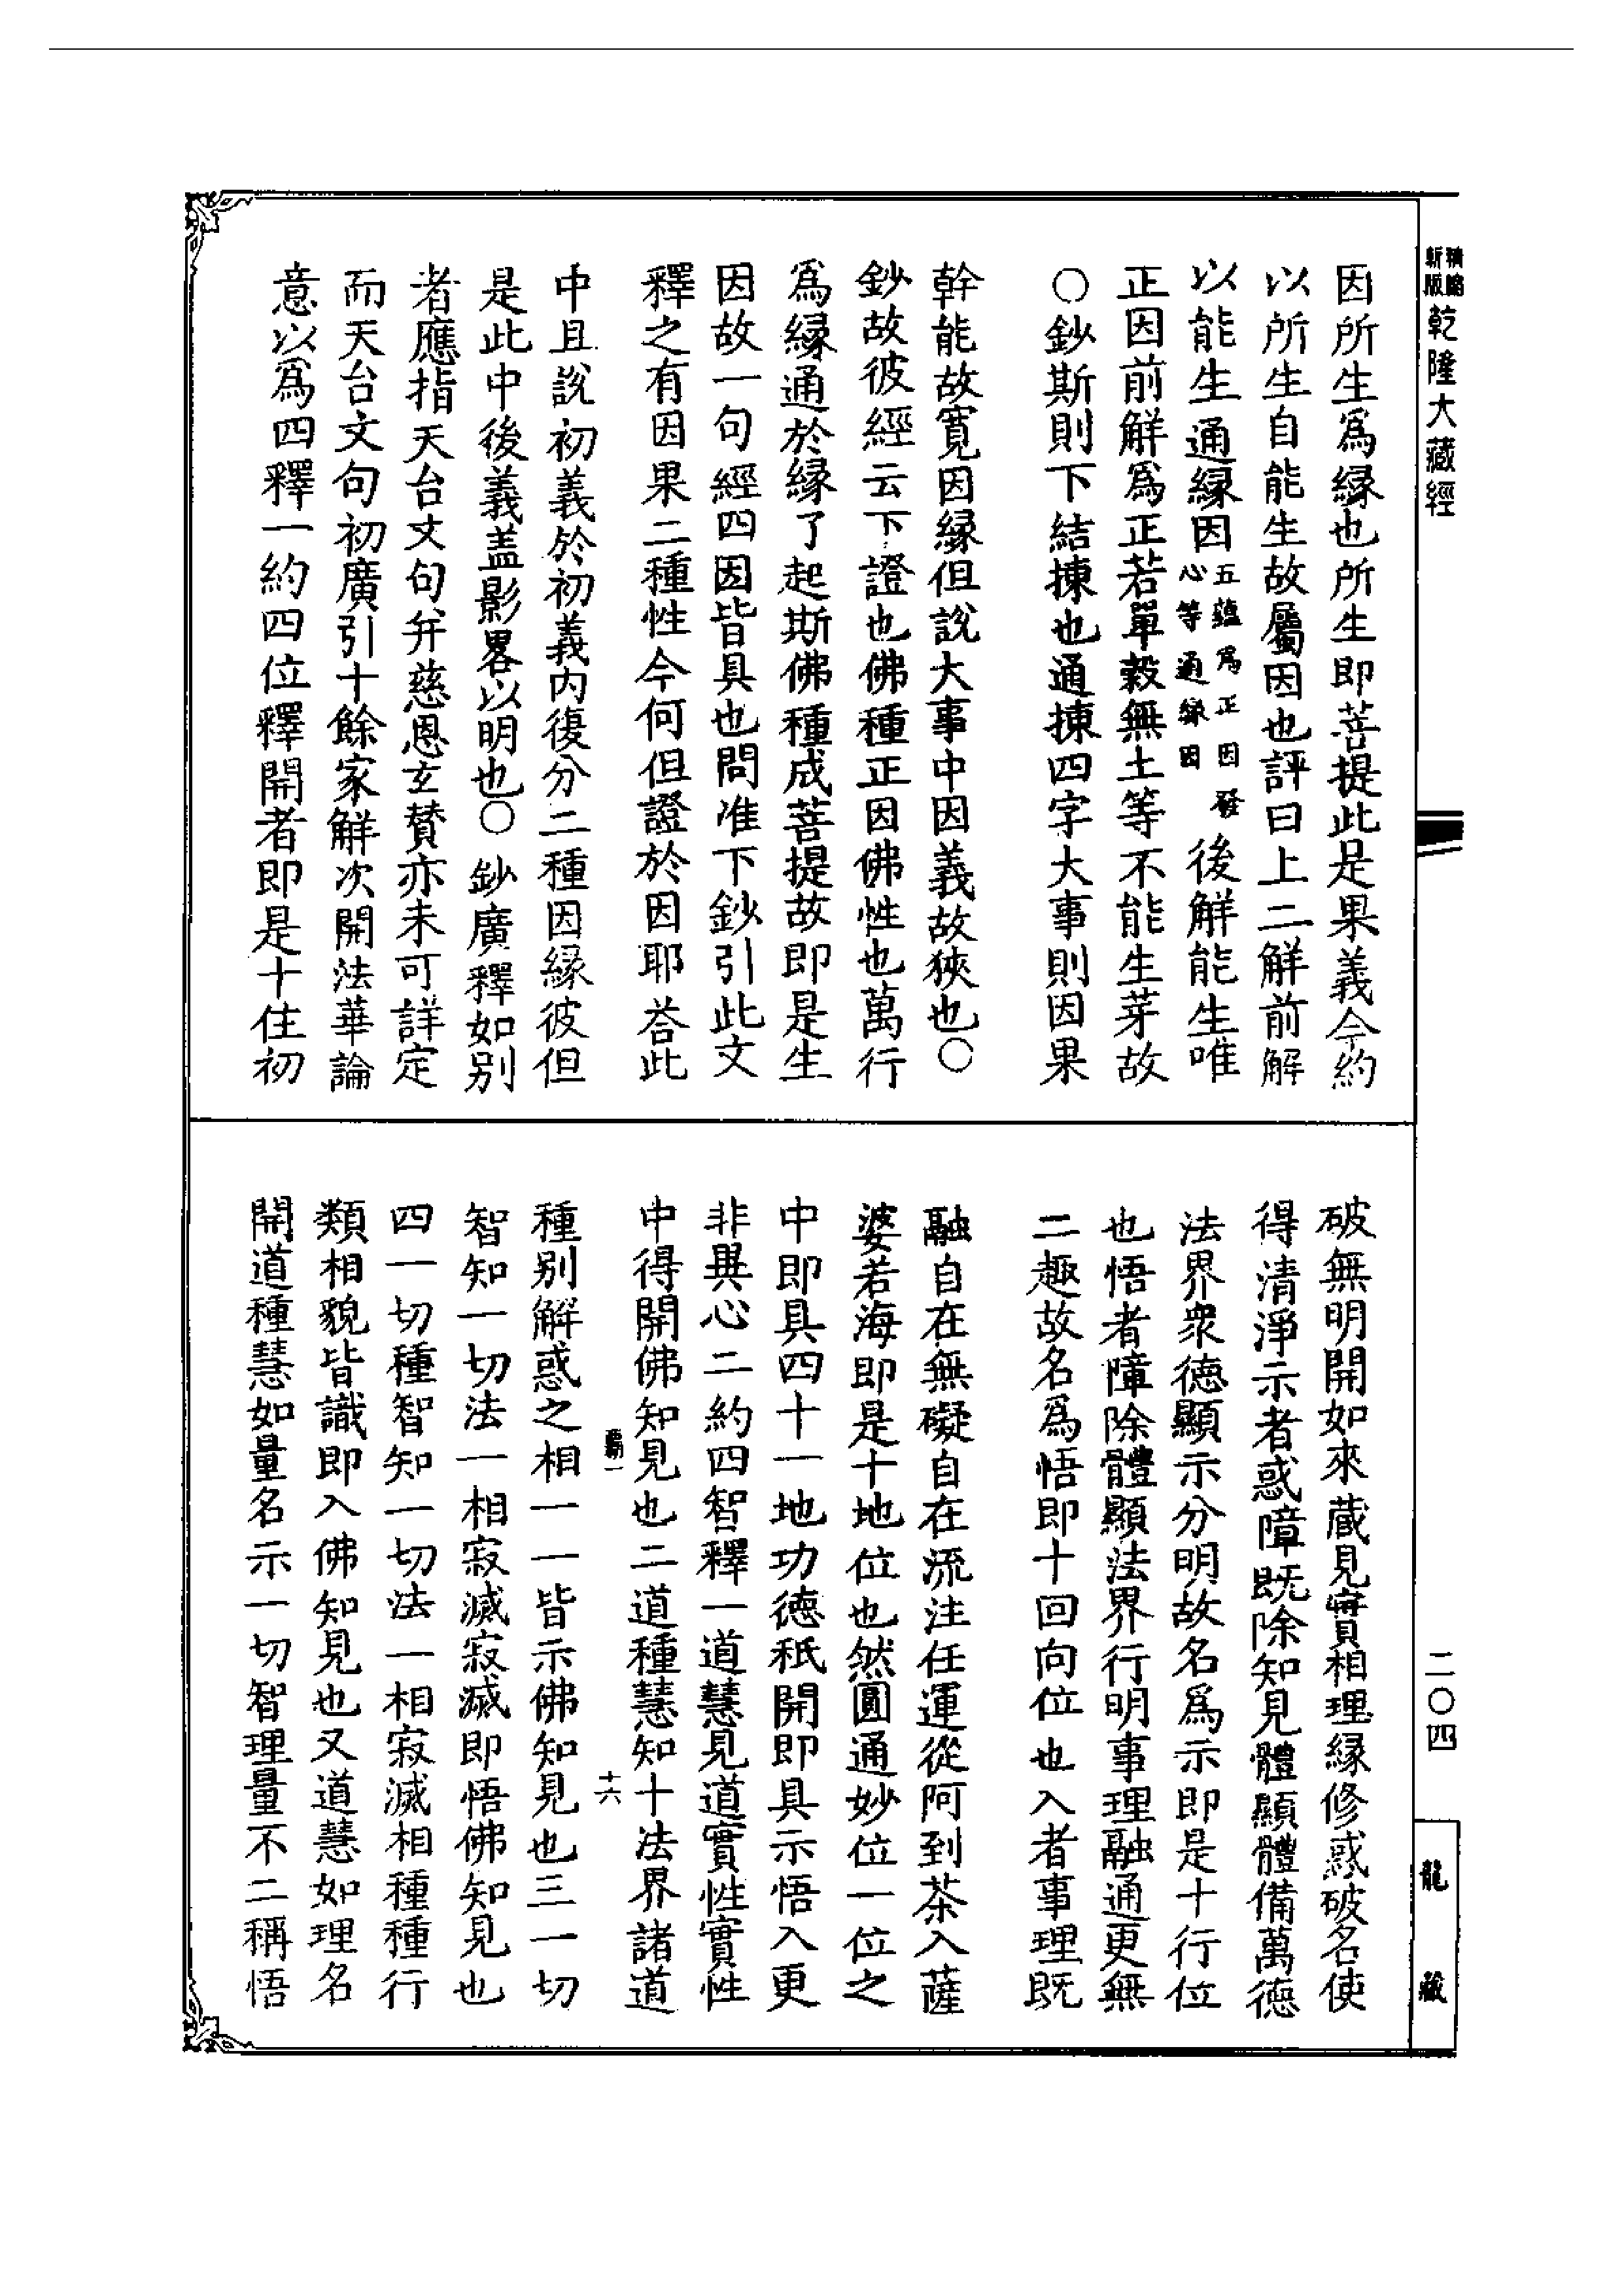 精縮
新版
乾隆大藏經
二〇四
龍藏
因所生爲縁也所生即菩提此是果義今約
以所生自能生故屬因也評曰上二解前解
以能生通縁因五蘊爲正因發心等通縁因後解能生唯
正因前解爲正若單穀無土等不能生芽故
〇鈔斯則下結揀也通揀四字大事則因果
幹能故寛因縁但說大事中因義故狹也〇
鈔故彼經云下證也佛種正因佛性也萬行
爲縁通於縁了起斯佛種成菩提故即是生
因故一句經四因皆具也問准下鈔引此文
釋之有因果二種性今何但證於因耶荅此
中且說初義於初義内復分二種因縁彼但
是此中後義盖影畧以明也〇鈔廣釋如别
者應指天台文句并慈恩玄賛亦未可詳定
而天台文句初廣引十餘家解次開法華論
意以爲四釋一約四位釋開者即是十住初
破無明開如來藏見實相理縁修惑破名使
得清淨示者惑障既除知見體顯體備萬德
法界衆德顯示分明故名爲示即是十行位
也悟者障除體顯法界行明事理融通更無
二趣故名爲悟即十回向位也入者事理既
融自在無礙自在流注任運從阿到茶入薩
婆若海即是十地位也然圓通妙位一位之
中即具四十一地功德秖開即具示悟入更
非異心二約四智釋一道慧見道實性實性
中得開佛知見也二道種慧知十法界諸道
十六
種别解惑之相一一皆示佛知見也三一切
智知一切法一相寂滅寂滅即悟佛知見也
四一切種智知一切法一相寂滅相種種行
類相貌皆識即入佛知見也又道慧如理名
開道種慧如量名示一切智理量不二稱悟